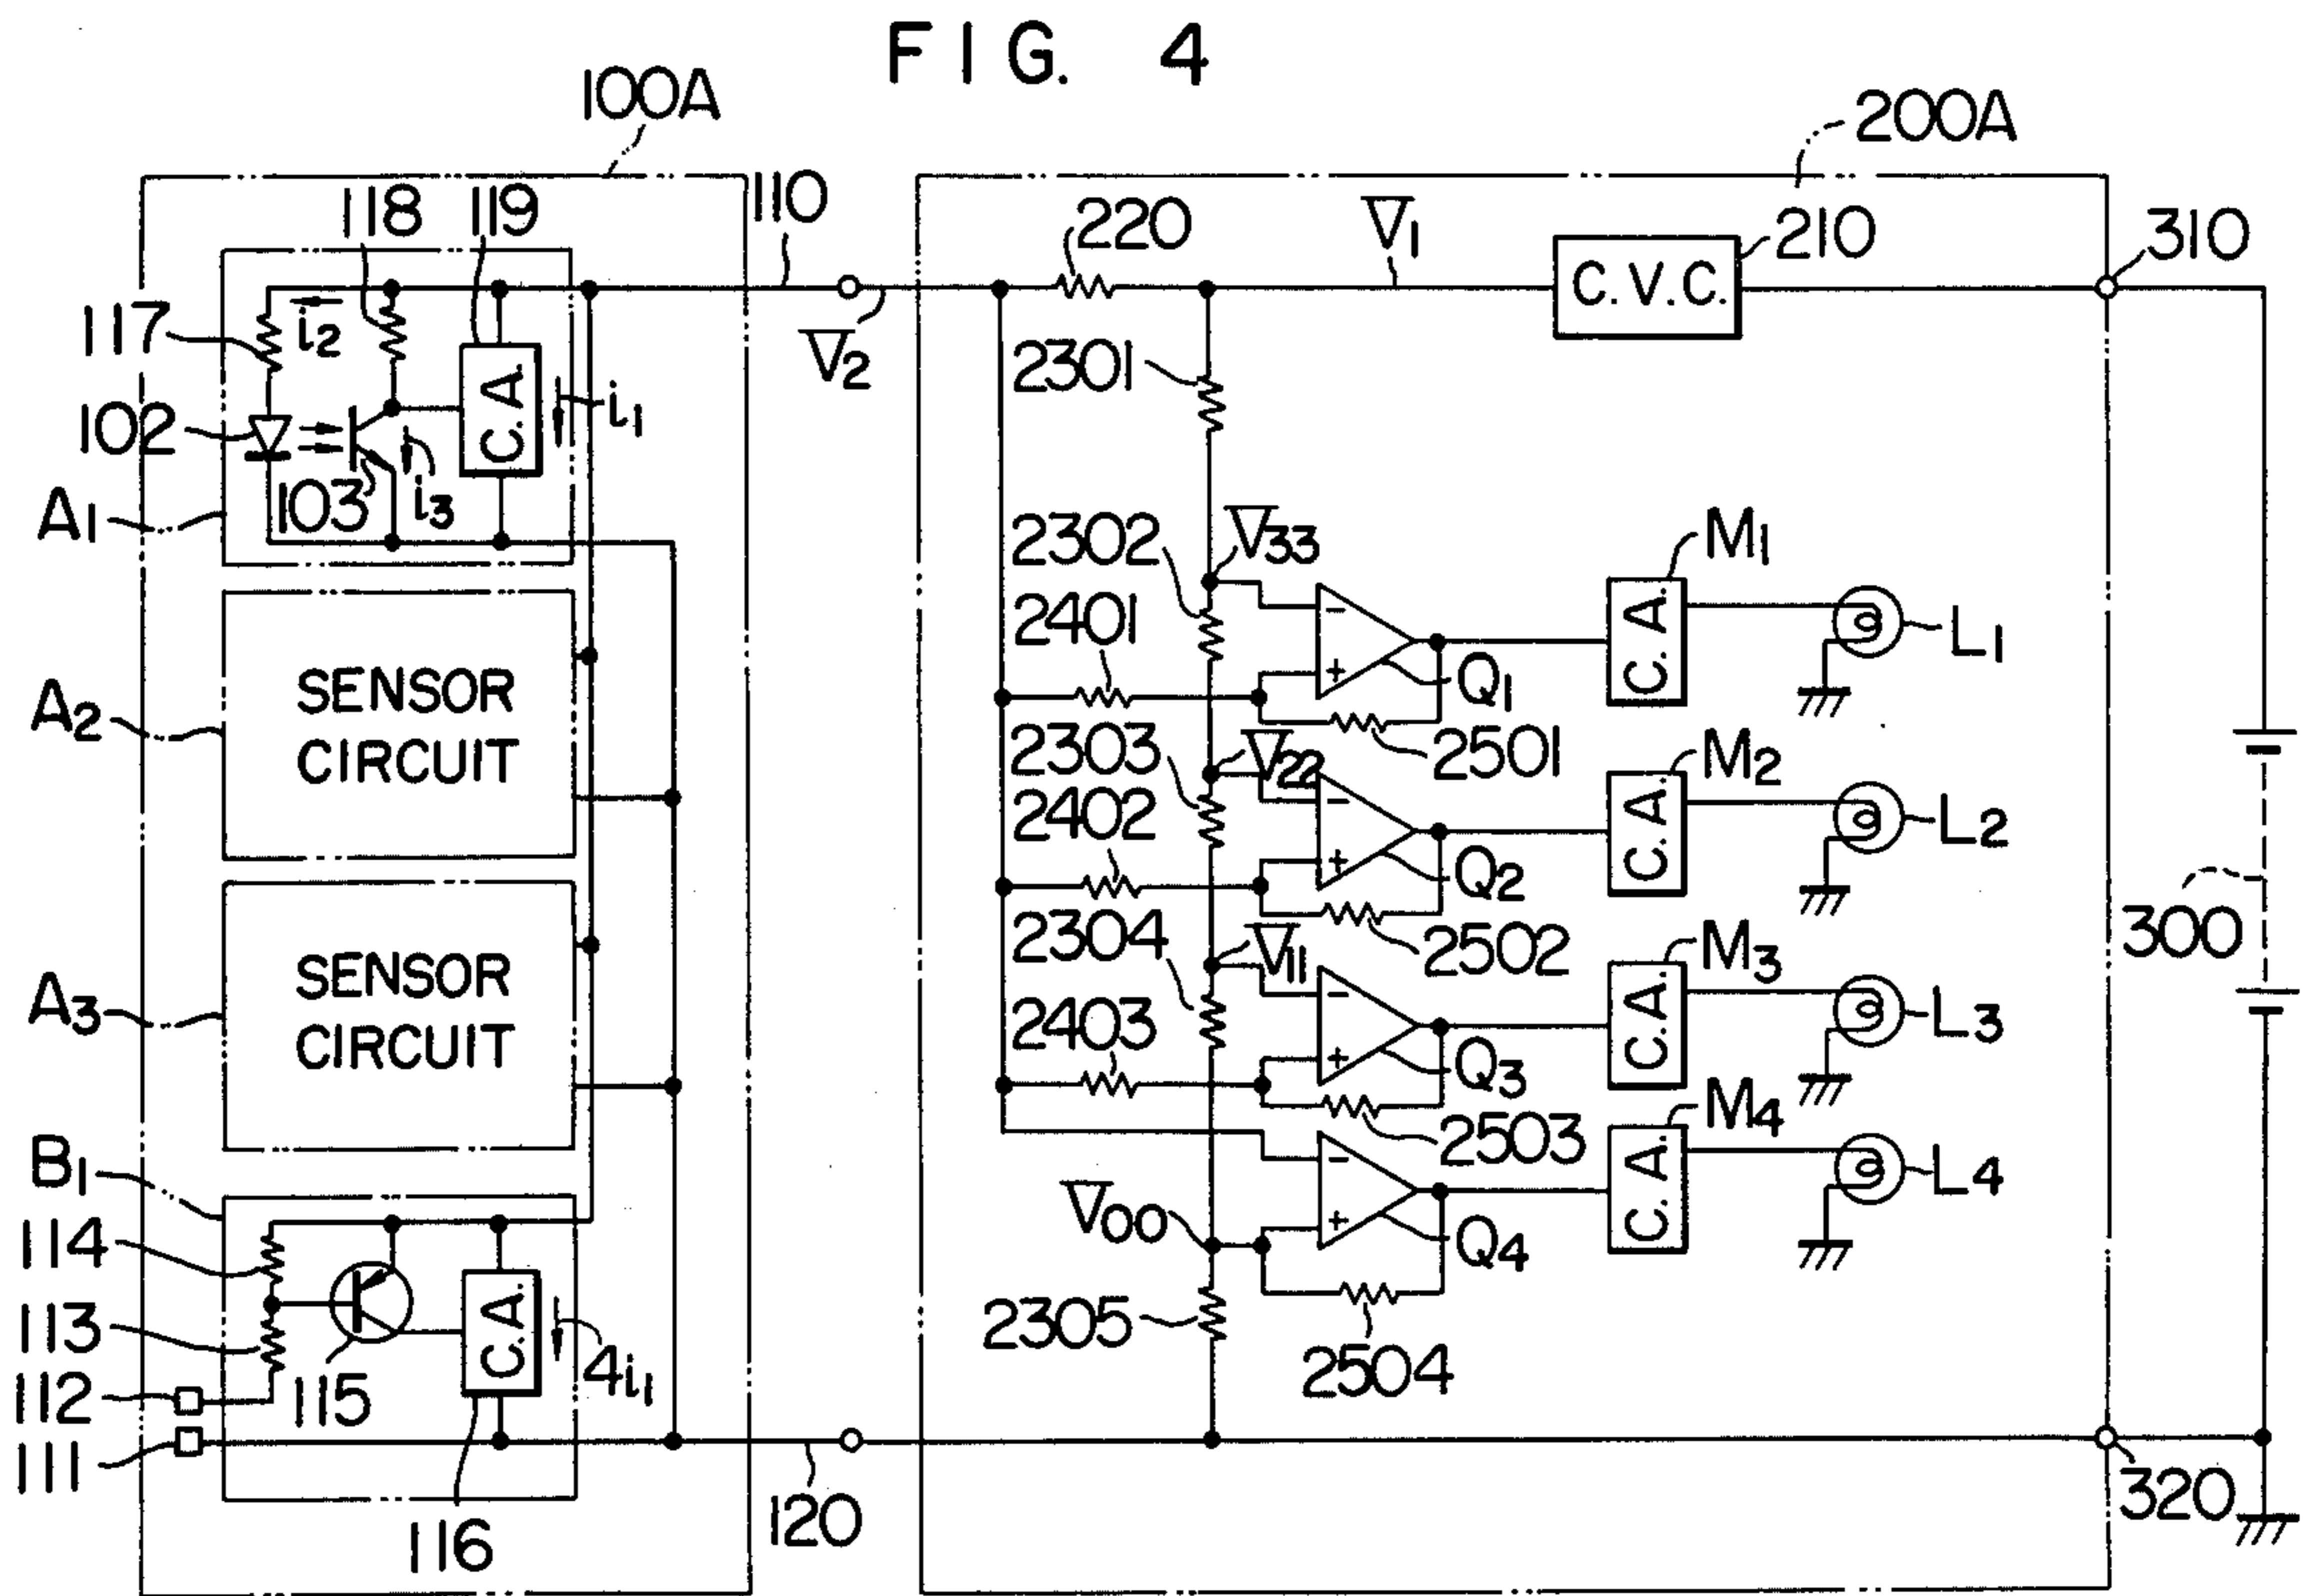 FIG. 4
100A
200A
118
119
110
220
V1
210
310
C.V.C.
i2
117
V2
2301
C.A.
i1
102
103
i3
A1
2302
V33
M1
2401
C.A.
L1
-
+
Q1
SENSOR
CIRCUIT
A2
2303
V22
2501
M2
2402
C.A.
L2
-
+
Q2
300
2304
V11
2502
M3
SENSOR
CIRCUIT
A3
2403
C.A.
L3
-
+
Q3
2503
M4
B1
C.A.
L4
-
+
V00
Q4
114
113
C.A.
4i1
2305
2504
112
115
111
116
120
320